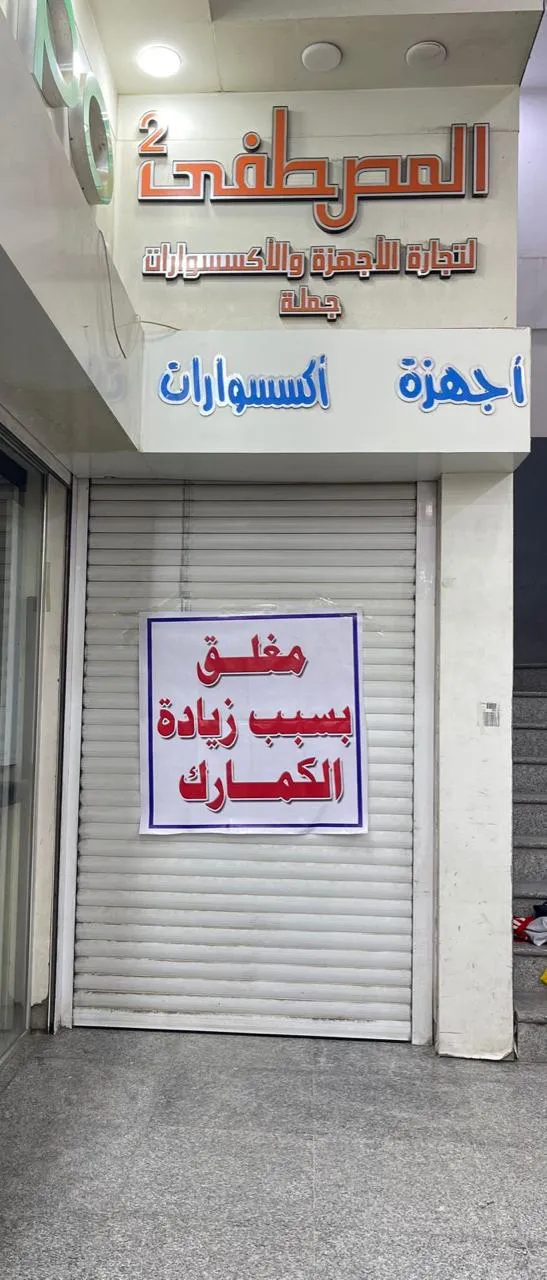 المصطفى 2
لتجارة الأجهزة والأكسسوارات
جملة
أجهزة أكسسوارات
مغلق
بسبب زيادة
الكمارك